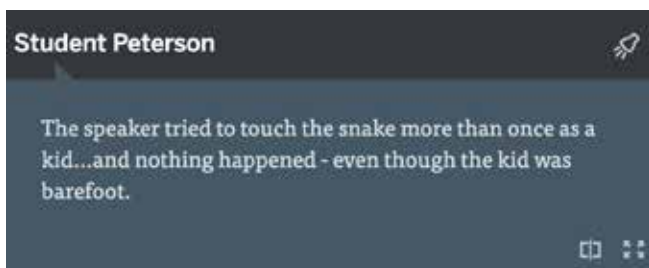 Student Peterson
The speaker tried to touch the snake more than once as a
kid...and nothing happened - even though the kid was
barefoot.